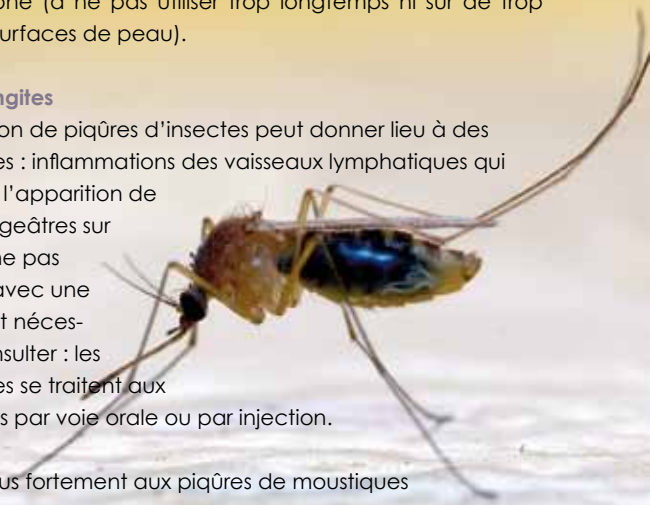 one (à ne pas utiliser trop longtemps ni sur de trop
surfaces de peau).
ngites
on de piqûres d'insectes peut donner lieu à des
es : inflammations des vaisseaux lymphatiques qui
l'apparition de
geâtres sur
ne pas
avec une
t néces-
nsulter : les
es se traitent aux
s par voie orale ou par injection.
us fortement aux piqûres de moustiques